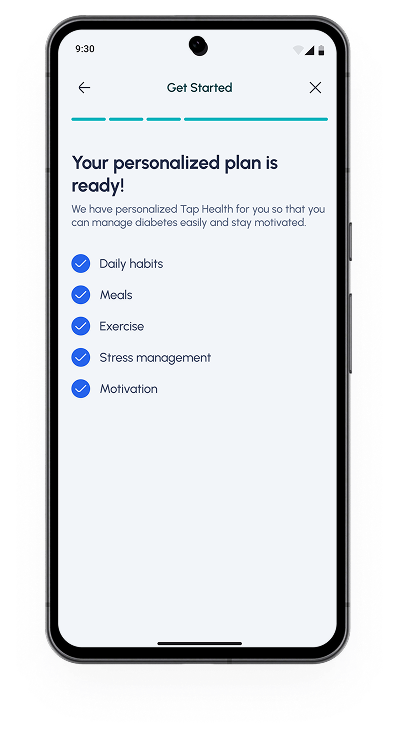 9:30
Get Started
Your personalized plan is
ready!
We have personalized Tap Health for you so that you
can manage diabetes easily and stay motivated.
Daily habits
Meals
Exercise
Stress management
Motivation